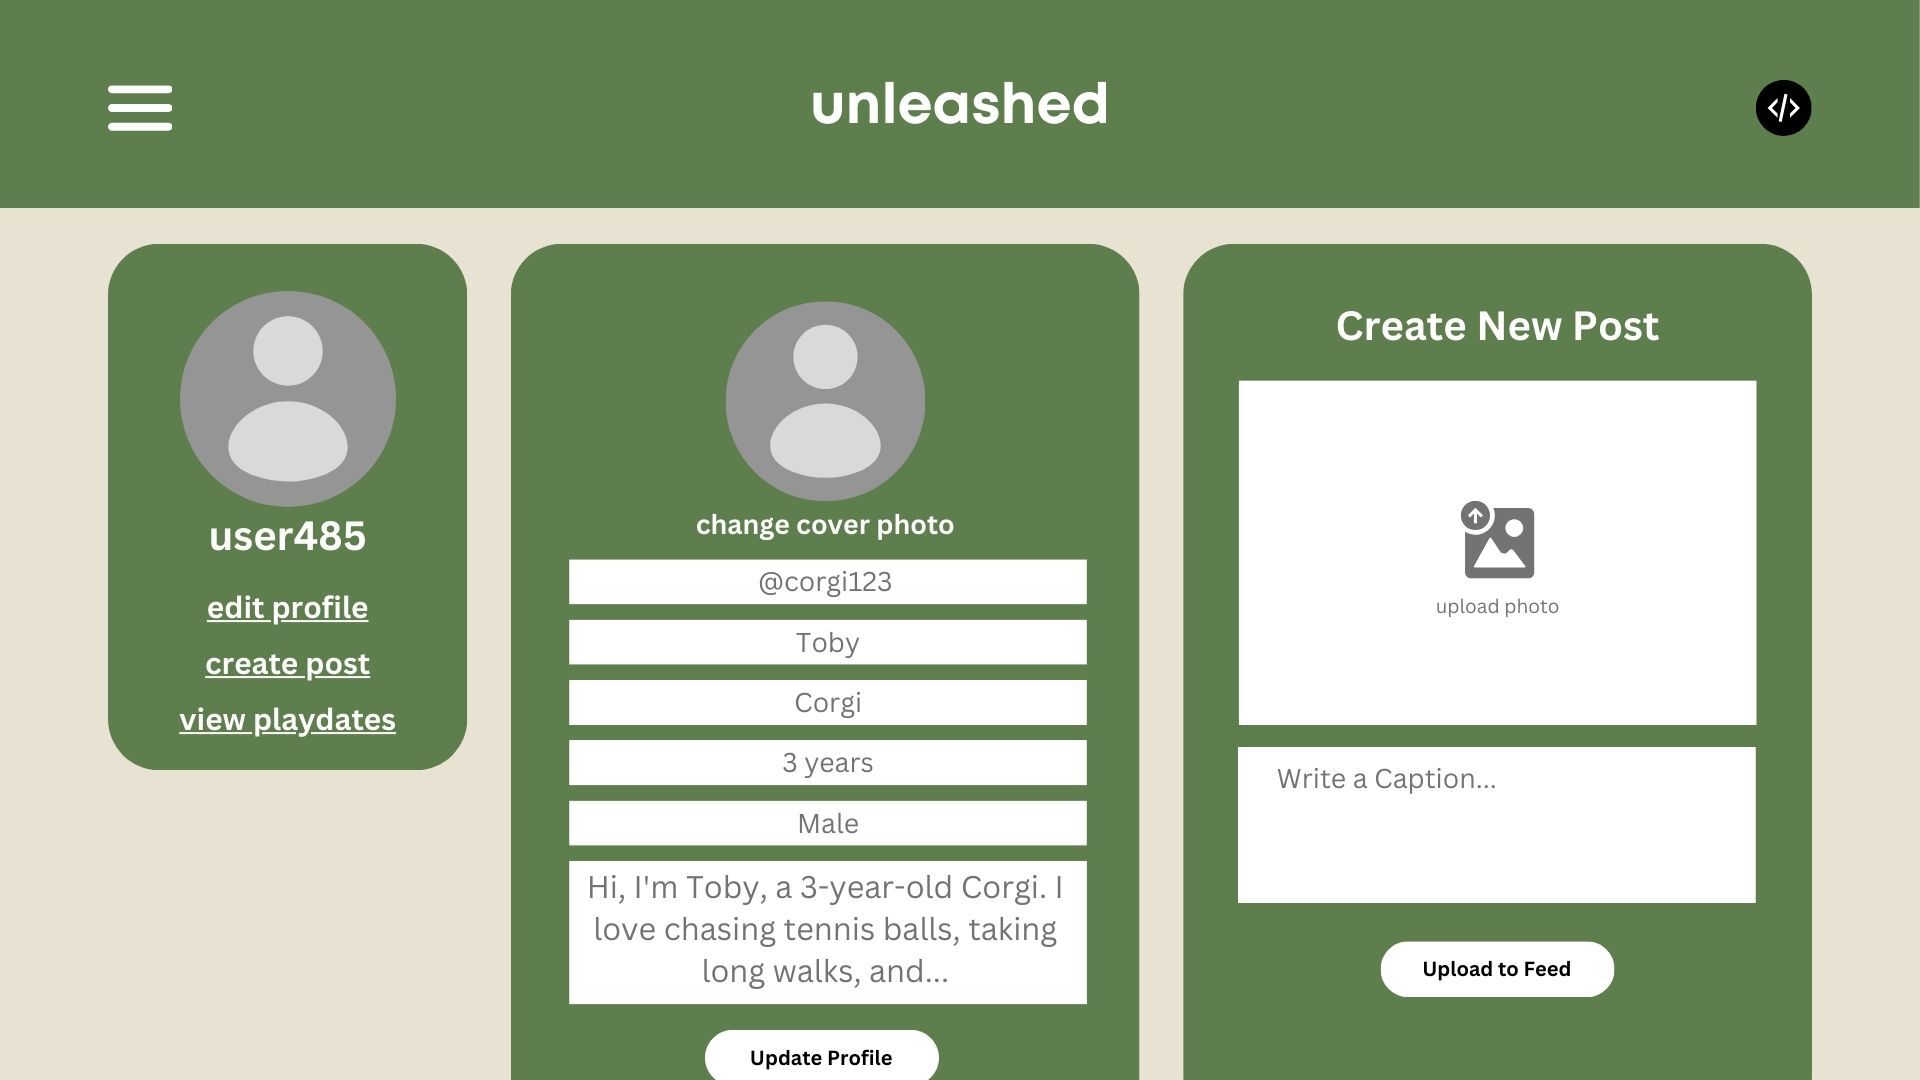 unleashed
</>
user485
edit profile
create post
view playdates
change cover photo
@corgi123
Toby
Corgi
3 years
Male
Hi, I'm Toby, a 3-year-old Corgi. I
love chasing tennis balls, taking
long walks, and...
Update Profile
Create New Post
upload photo
Write a Caption...
Upload to Feed